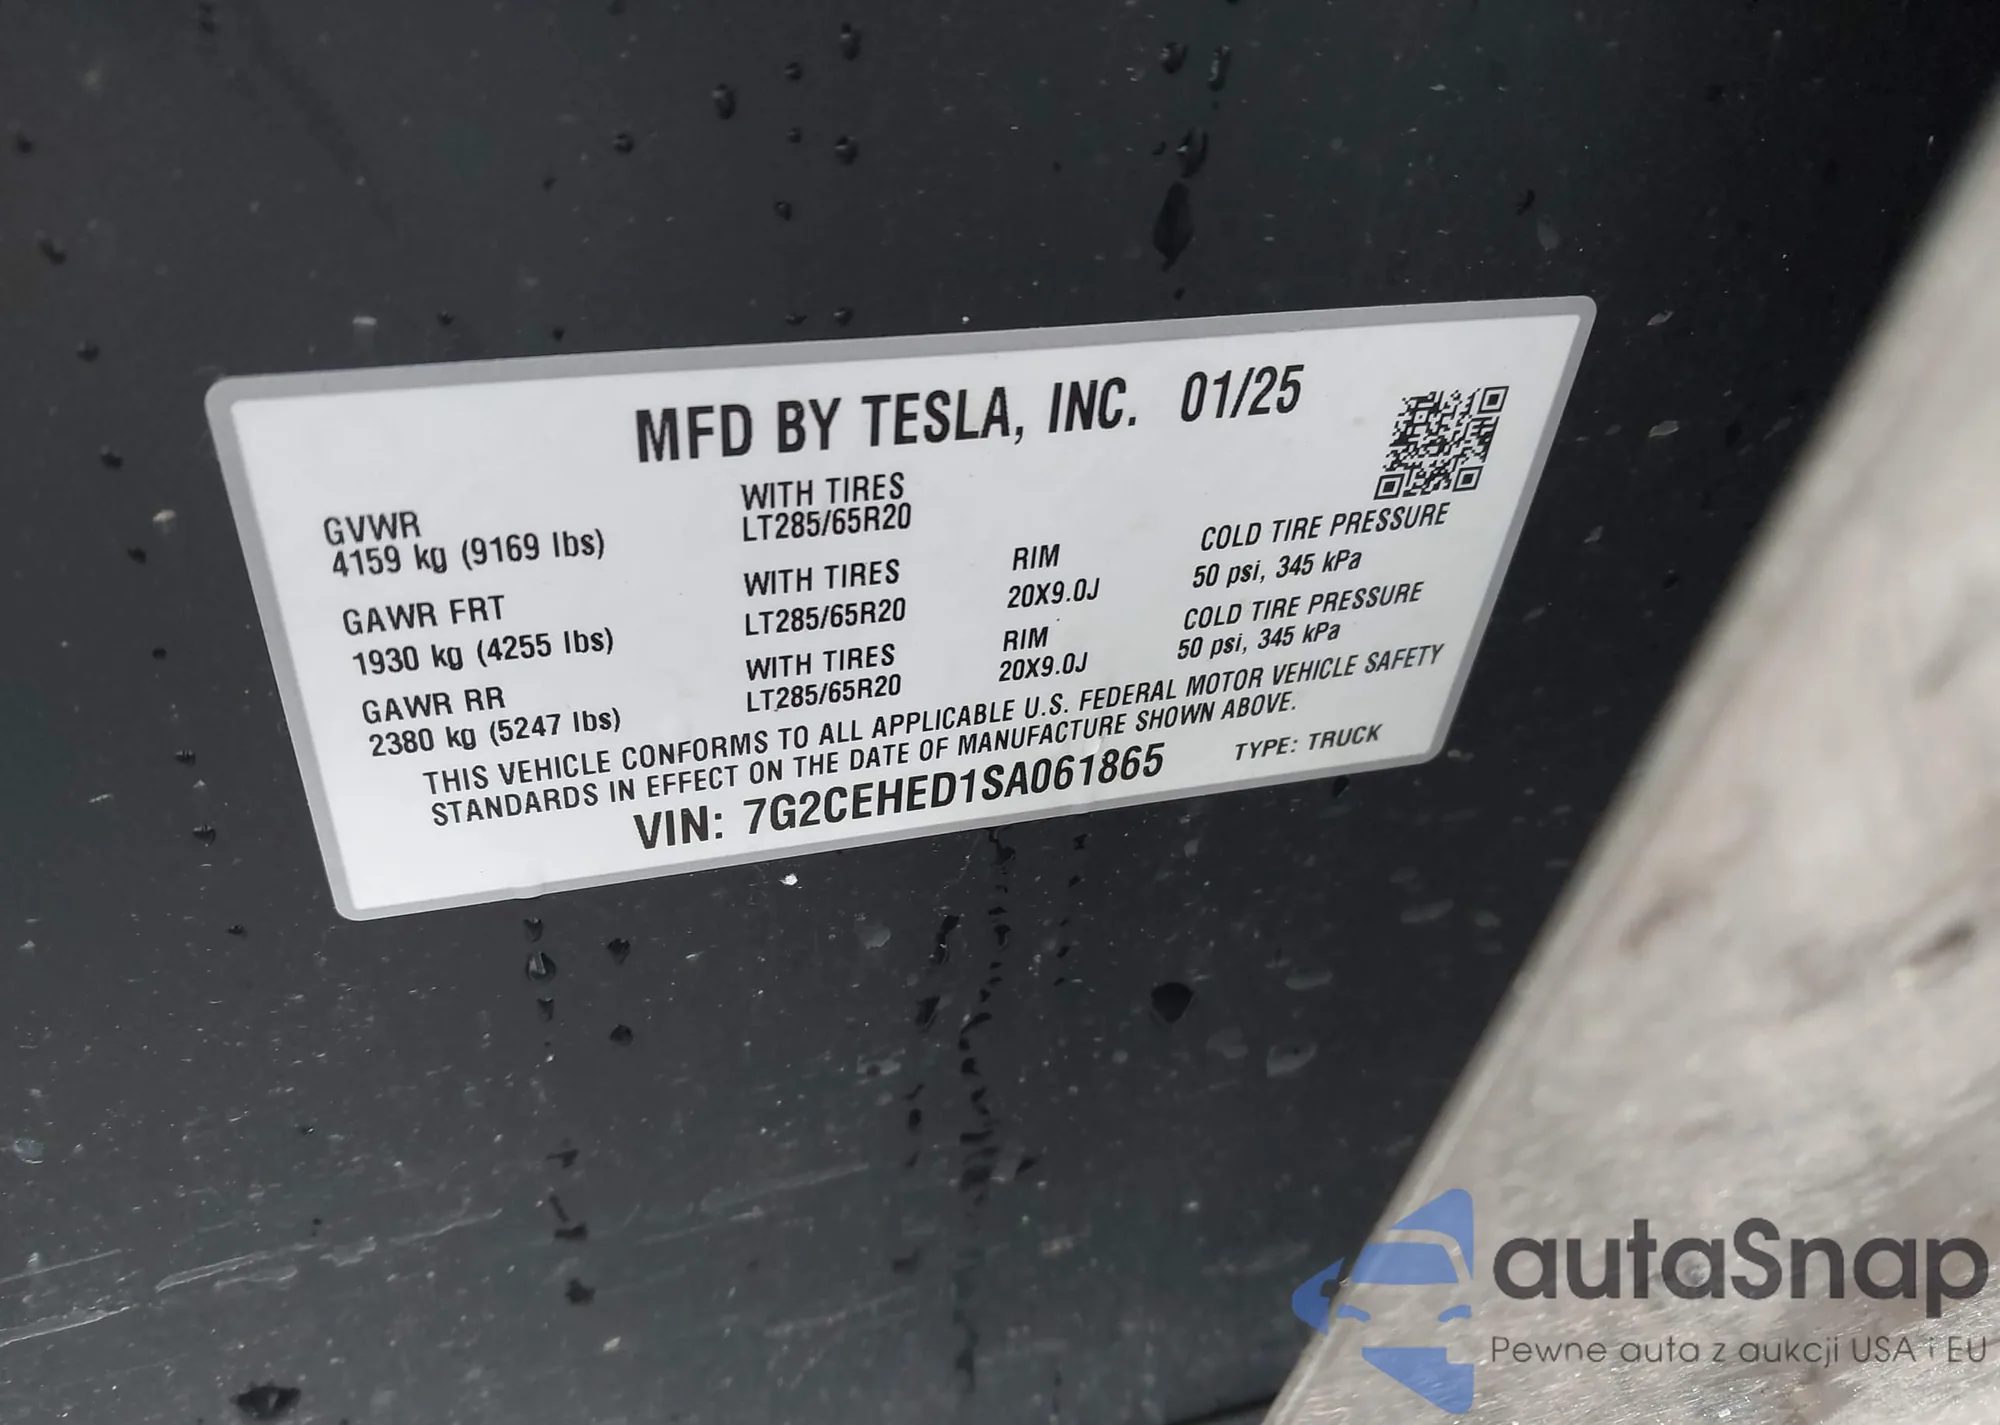 MFD BY TESLA, INC. 01/25
GVWR
4159 kg (9169 lbs)
WITH TIRES
LT285/65R20
GAWR FRT
1930 kg (4255 lbs)
WITH TIRES
LT285/65R20
RIM
20X9.0J
COLD TIRE PRESSURE
50 psi, 345 kPa
GAWR RR
2380 kg (5247 lbs)
WITH TIRES
LT285/65R20
RIM
20X9.0J
COLD TIRE PRESSURE
50 psi, 345 kPa
THIS VEHICLE CONFORMS TO ALL APPLICABLE U.S. FEDERAL MOTOR VEHICLE SAFETY
STANDARDS IN EFFECT ON THE DATE OF MANUFACTURE SHOWN ABOVE.
VIN: 7G2CEHED1SA061865
TYPE: TRUCK
autaSnap
Pewne auta z aukcji USA i EU